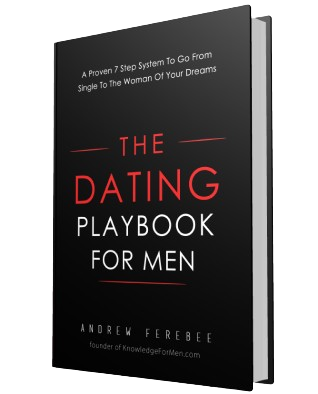 A Proven 7 Step System To Go From
Single To The Woman Of Your Dreams
THE
DATING
PLAYBOOK
FOR MEN
ANDREW FEREBEE
founder of KnowledgeForMen.com